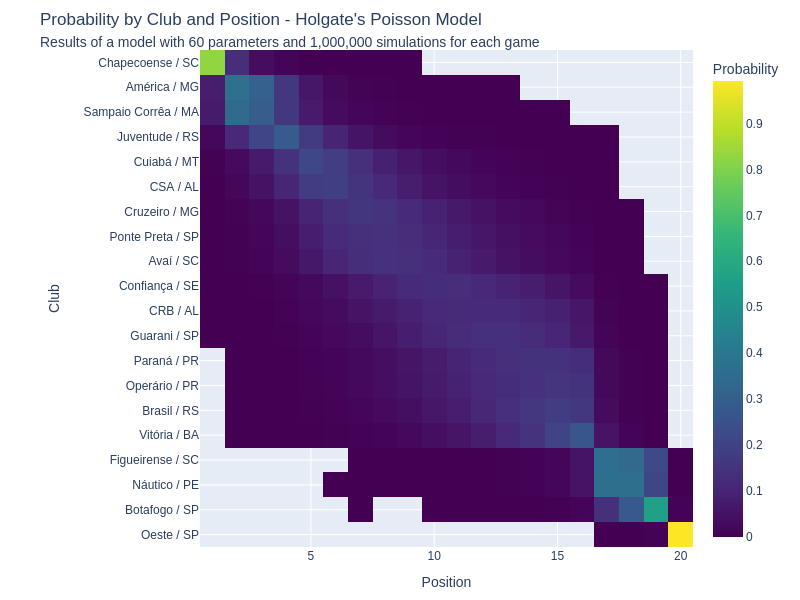 Probability by Club and Position - Holgate's Poisson Model
Results of a model with 60 parameters and 1,000,000 simulations for each game
Probability
Chapecoense / SC
América / MG
Sampaio Corrêa / MA
Juventude / RS
Cuiabá / MT
CSA / AL
Cruzeiro / MG
Ponte Preta / SP
Avaí / SC
Confiança / SE
CRB / AL
Guarani / SP
Paraná / PR
Operário / PR
Brasil / RS
Vitória / BA
Figueirense / SC
Náutico / PE
Botafogo / SP
Oeste / SP
Club
5
10
15
20
Position
0.9
0.8
0.7
0.6
0.5
0.4
0.3
0.2
0.1
0